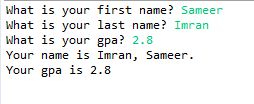 What is your first name? Sameer
What is your last name? Imran
What is your gpa? 2.8
Your name is Imran, Sameer.
Your gpa is 2.8